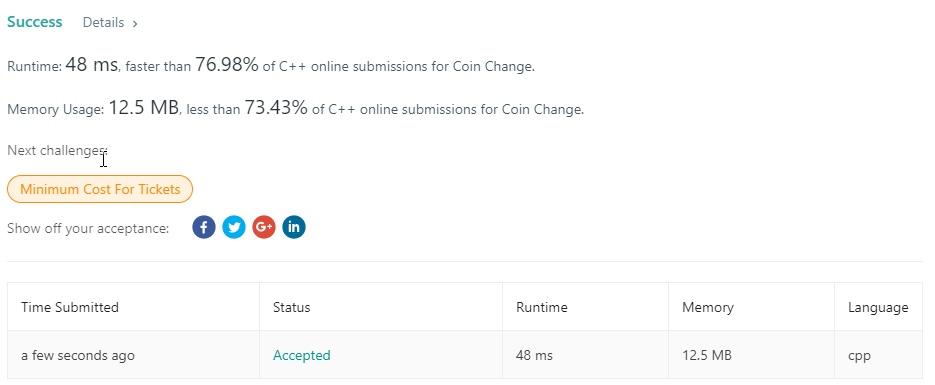 Success Details >
Runtime: 48 ms, faster than 76.98% of C++ online submissions for Coin Change.
Memory Usage: 12.5 MB, less than 73.43% of C++ online submissions for Coin Change.
Next challenges:
Minimum Cost For Tickets
Show off your acceptance: f G+ in
Time Submitted Status Runtime Memory Language
a few seconds ago Accepted 48 ms 12.5 MB cpp